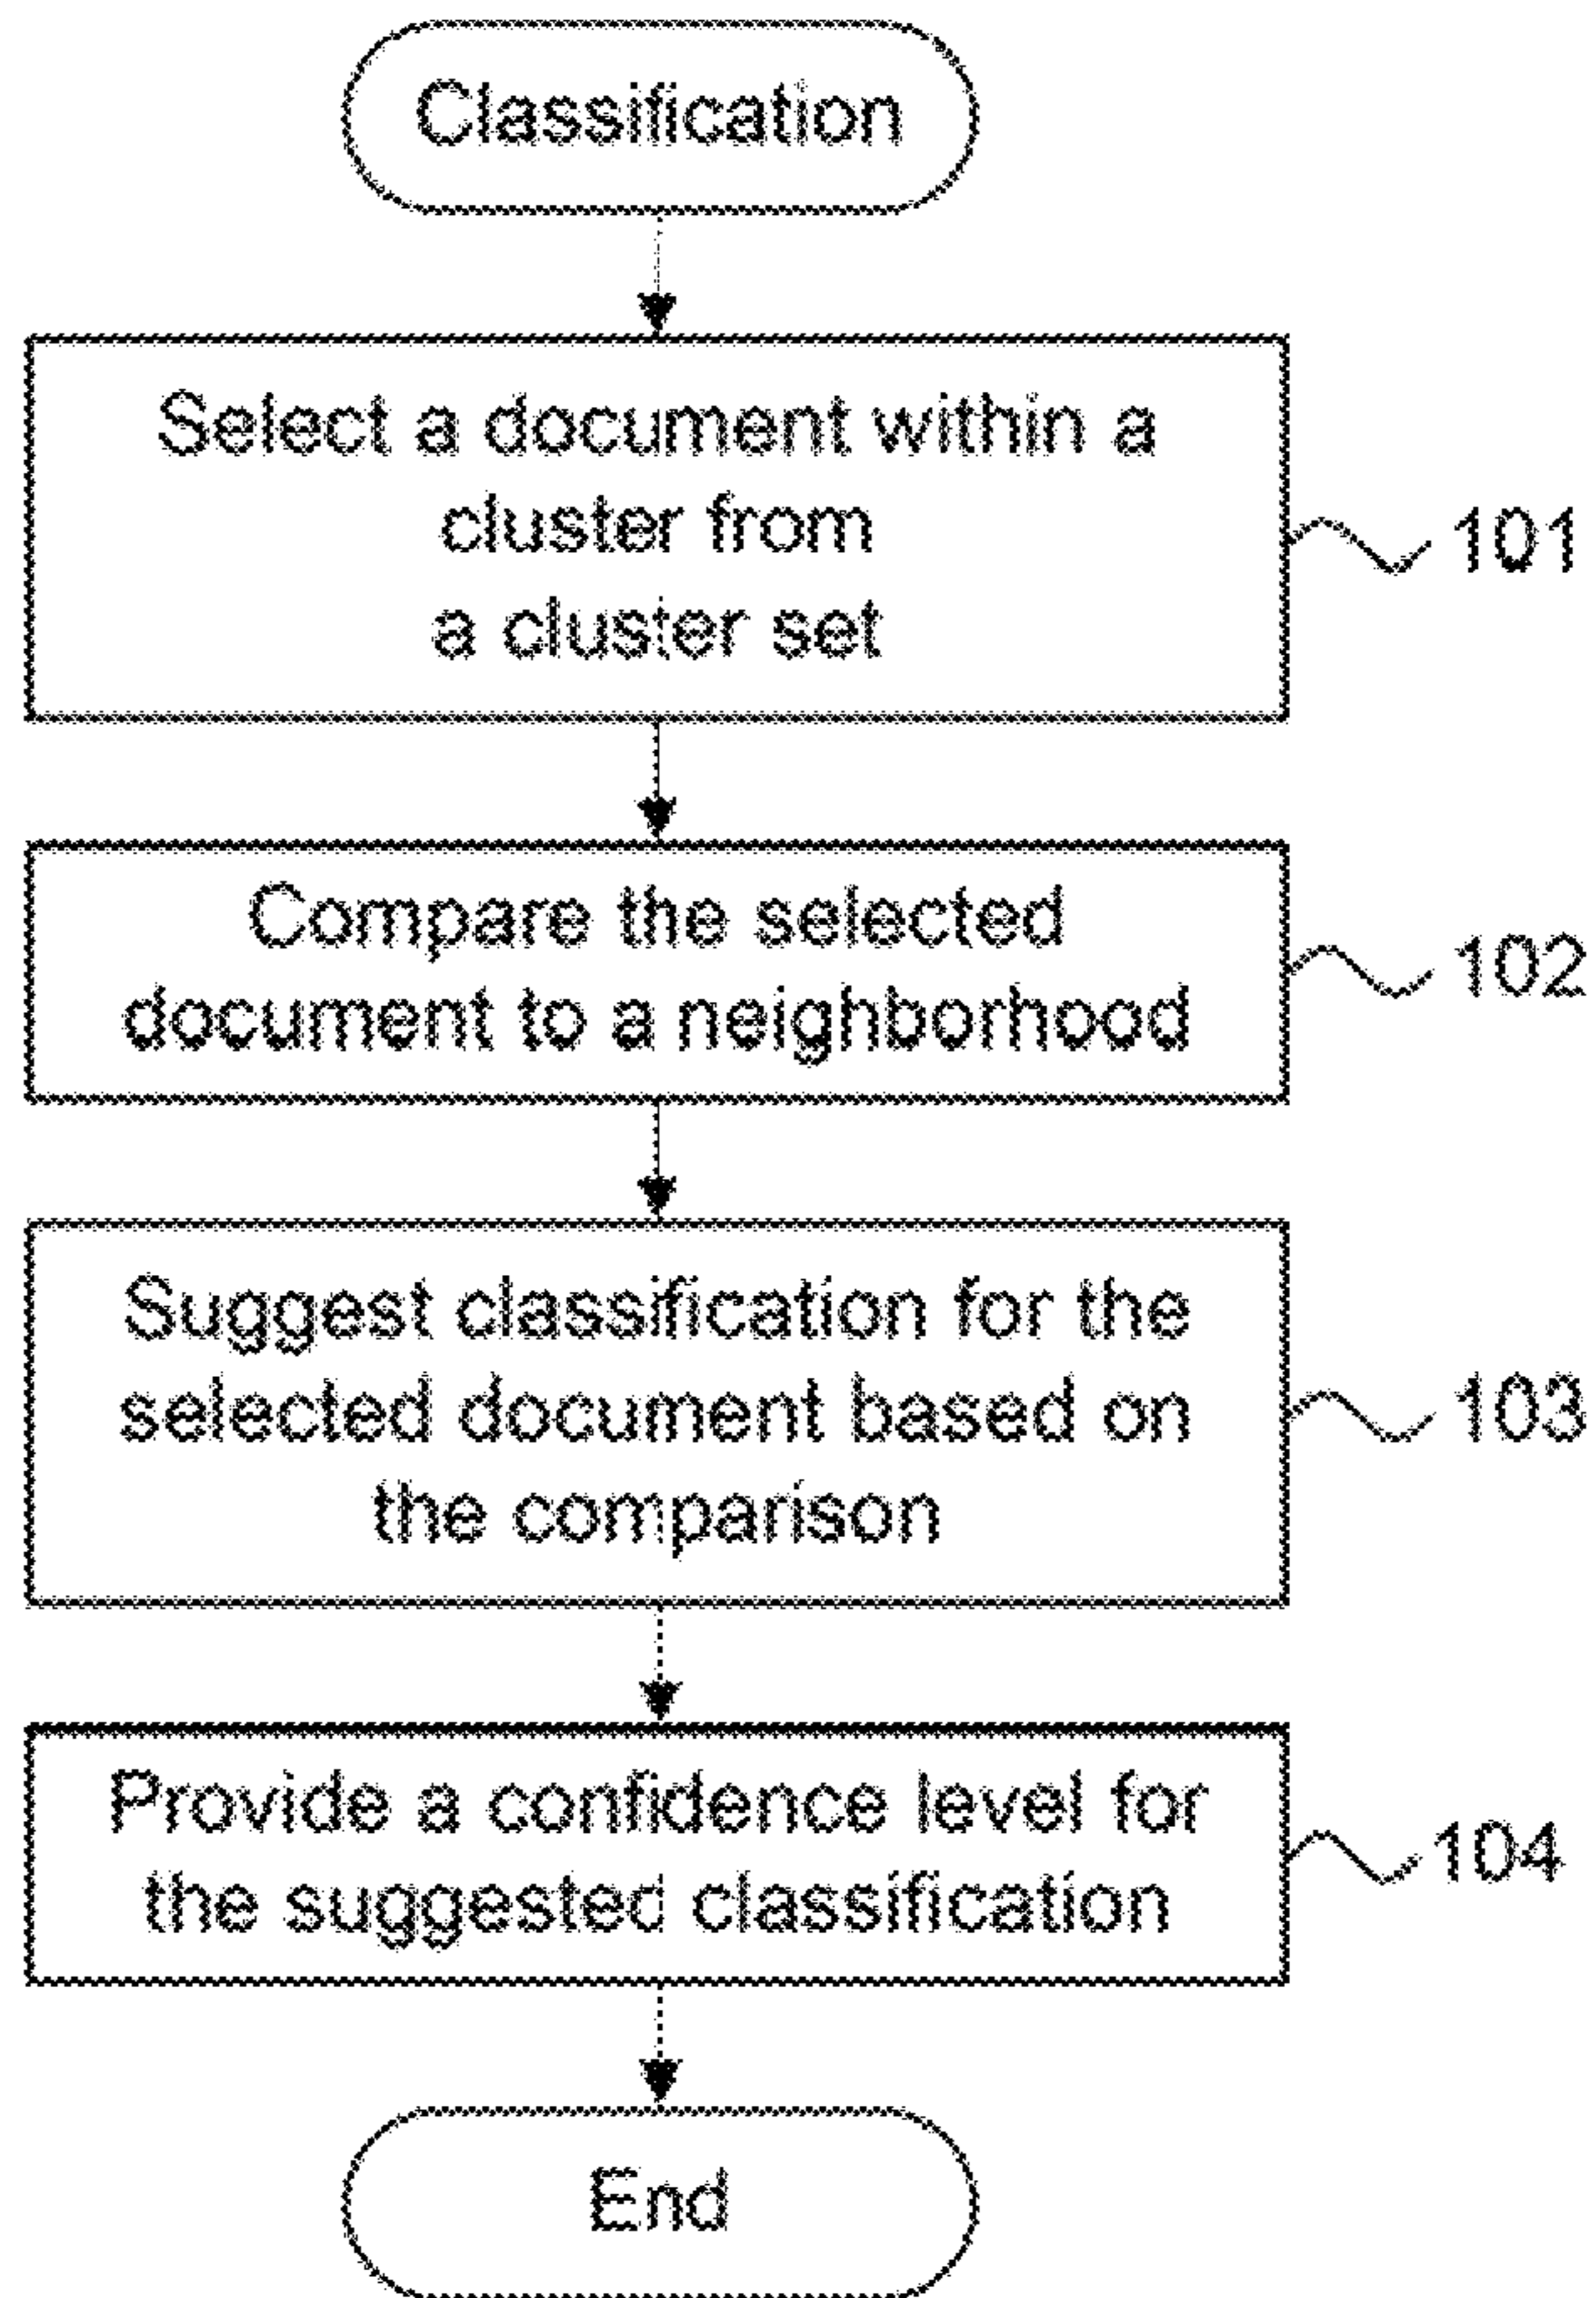 Classification
Select a document within a
cluster from
a cluster set
101
Compare the selected
document to a neighborhood
102
Suggest classification for the
selected document based on
the comparison
103
Provide a confidence level for
the suggested classification
104
End